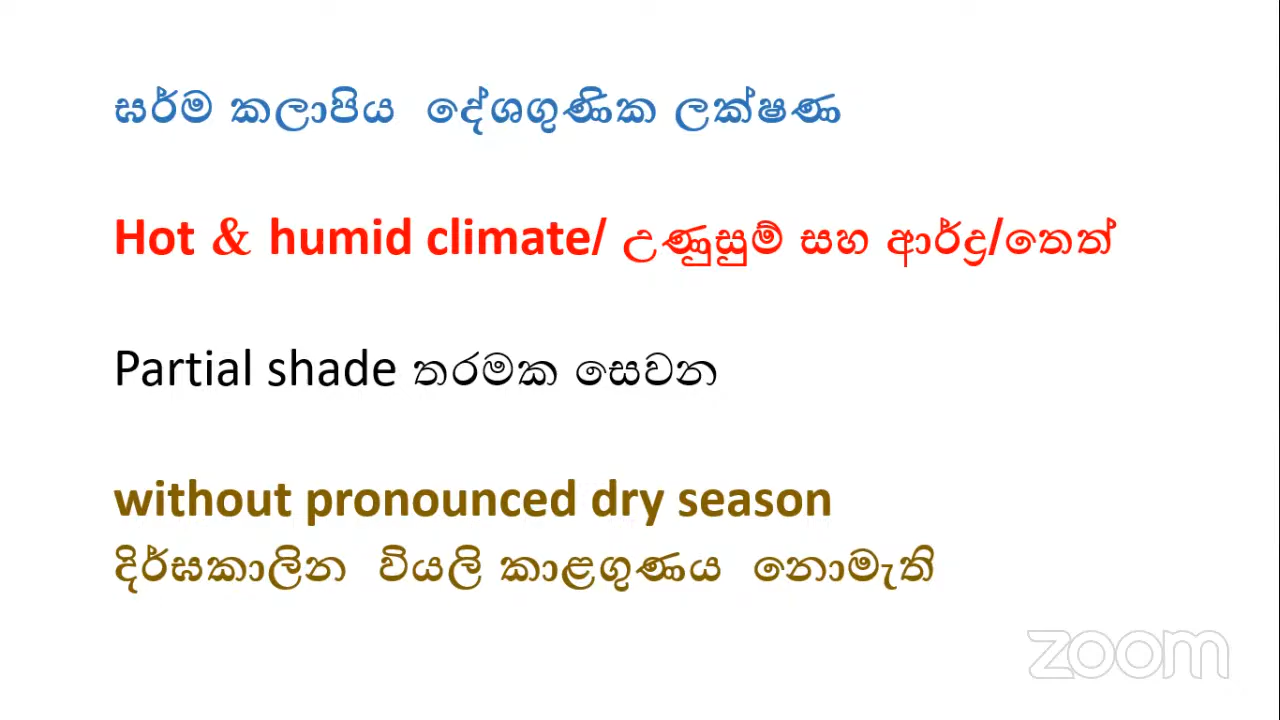 ඝර්ම කලාපිය දේශගුණික ලක්ෂණ
Hot & humid climate/ උණුසුම් සහ ආර්ද්‍ර/තෙත්
Partial shade තරමක සෙවන
without pronounced dry season
දිර්ඝකාලින වියලි කාළගුණය නොමැති
zoom